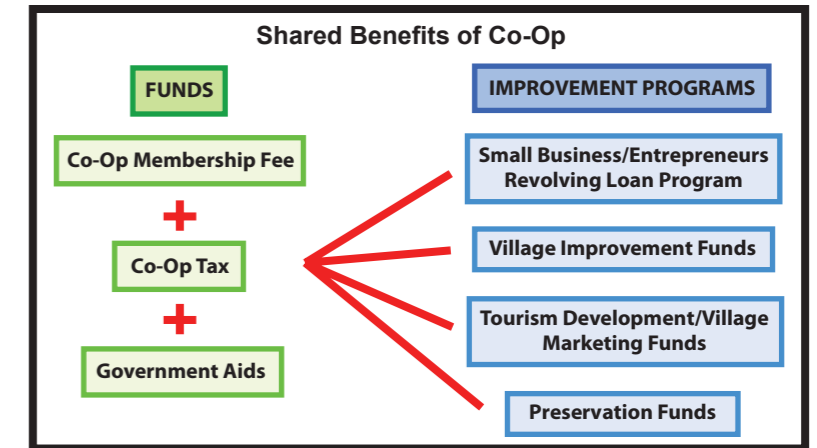 Shared Benefits of Co-Op
FUNDS
Co-Op Membership Fee
+
Co-Op Tax
+
Government Aids
IMPROVEMENT PROGRAMS
Small Business/Entrepreneurs
Revolving Loan Program
Village Improvement Funds
Tourism Development/Village
Marketing Funds
Preservation Funds